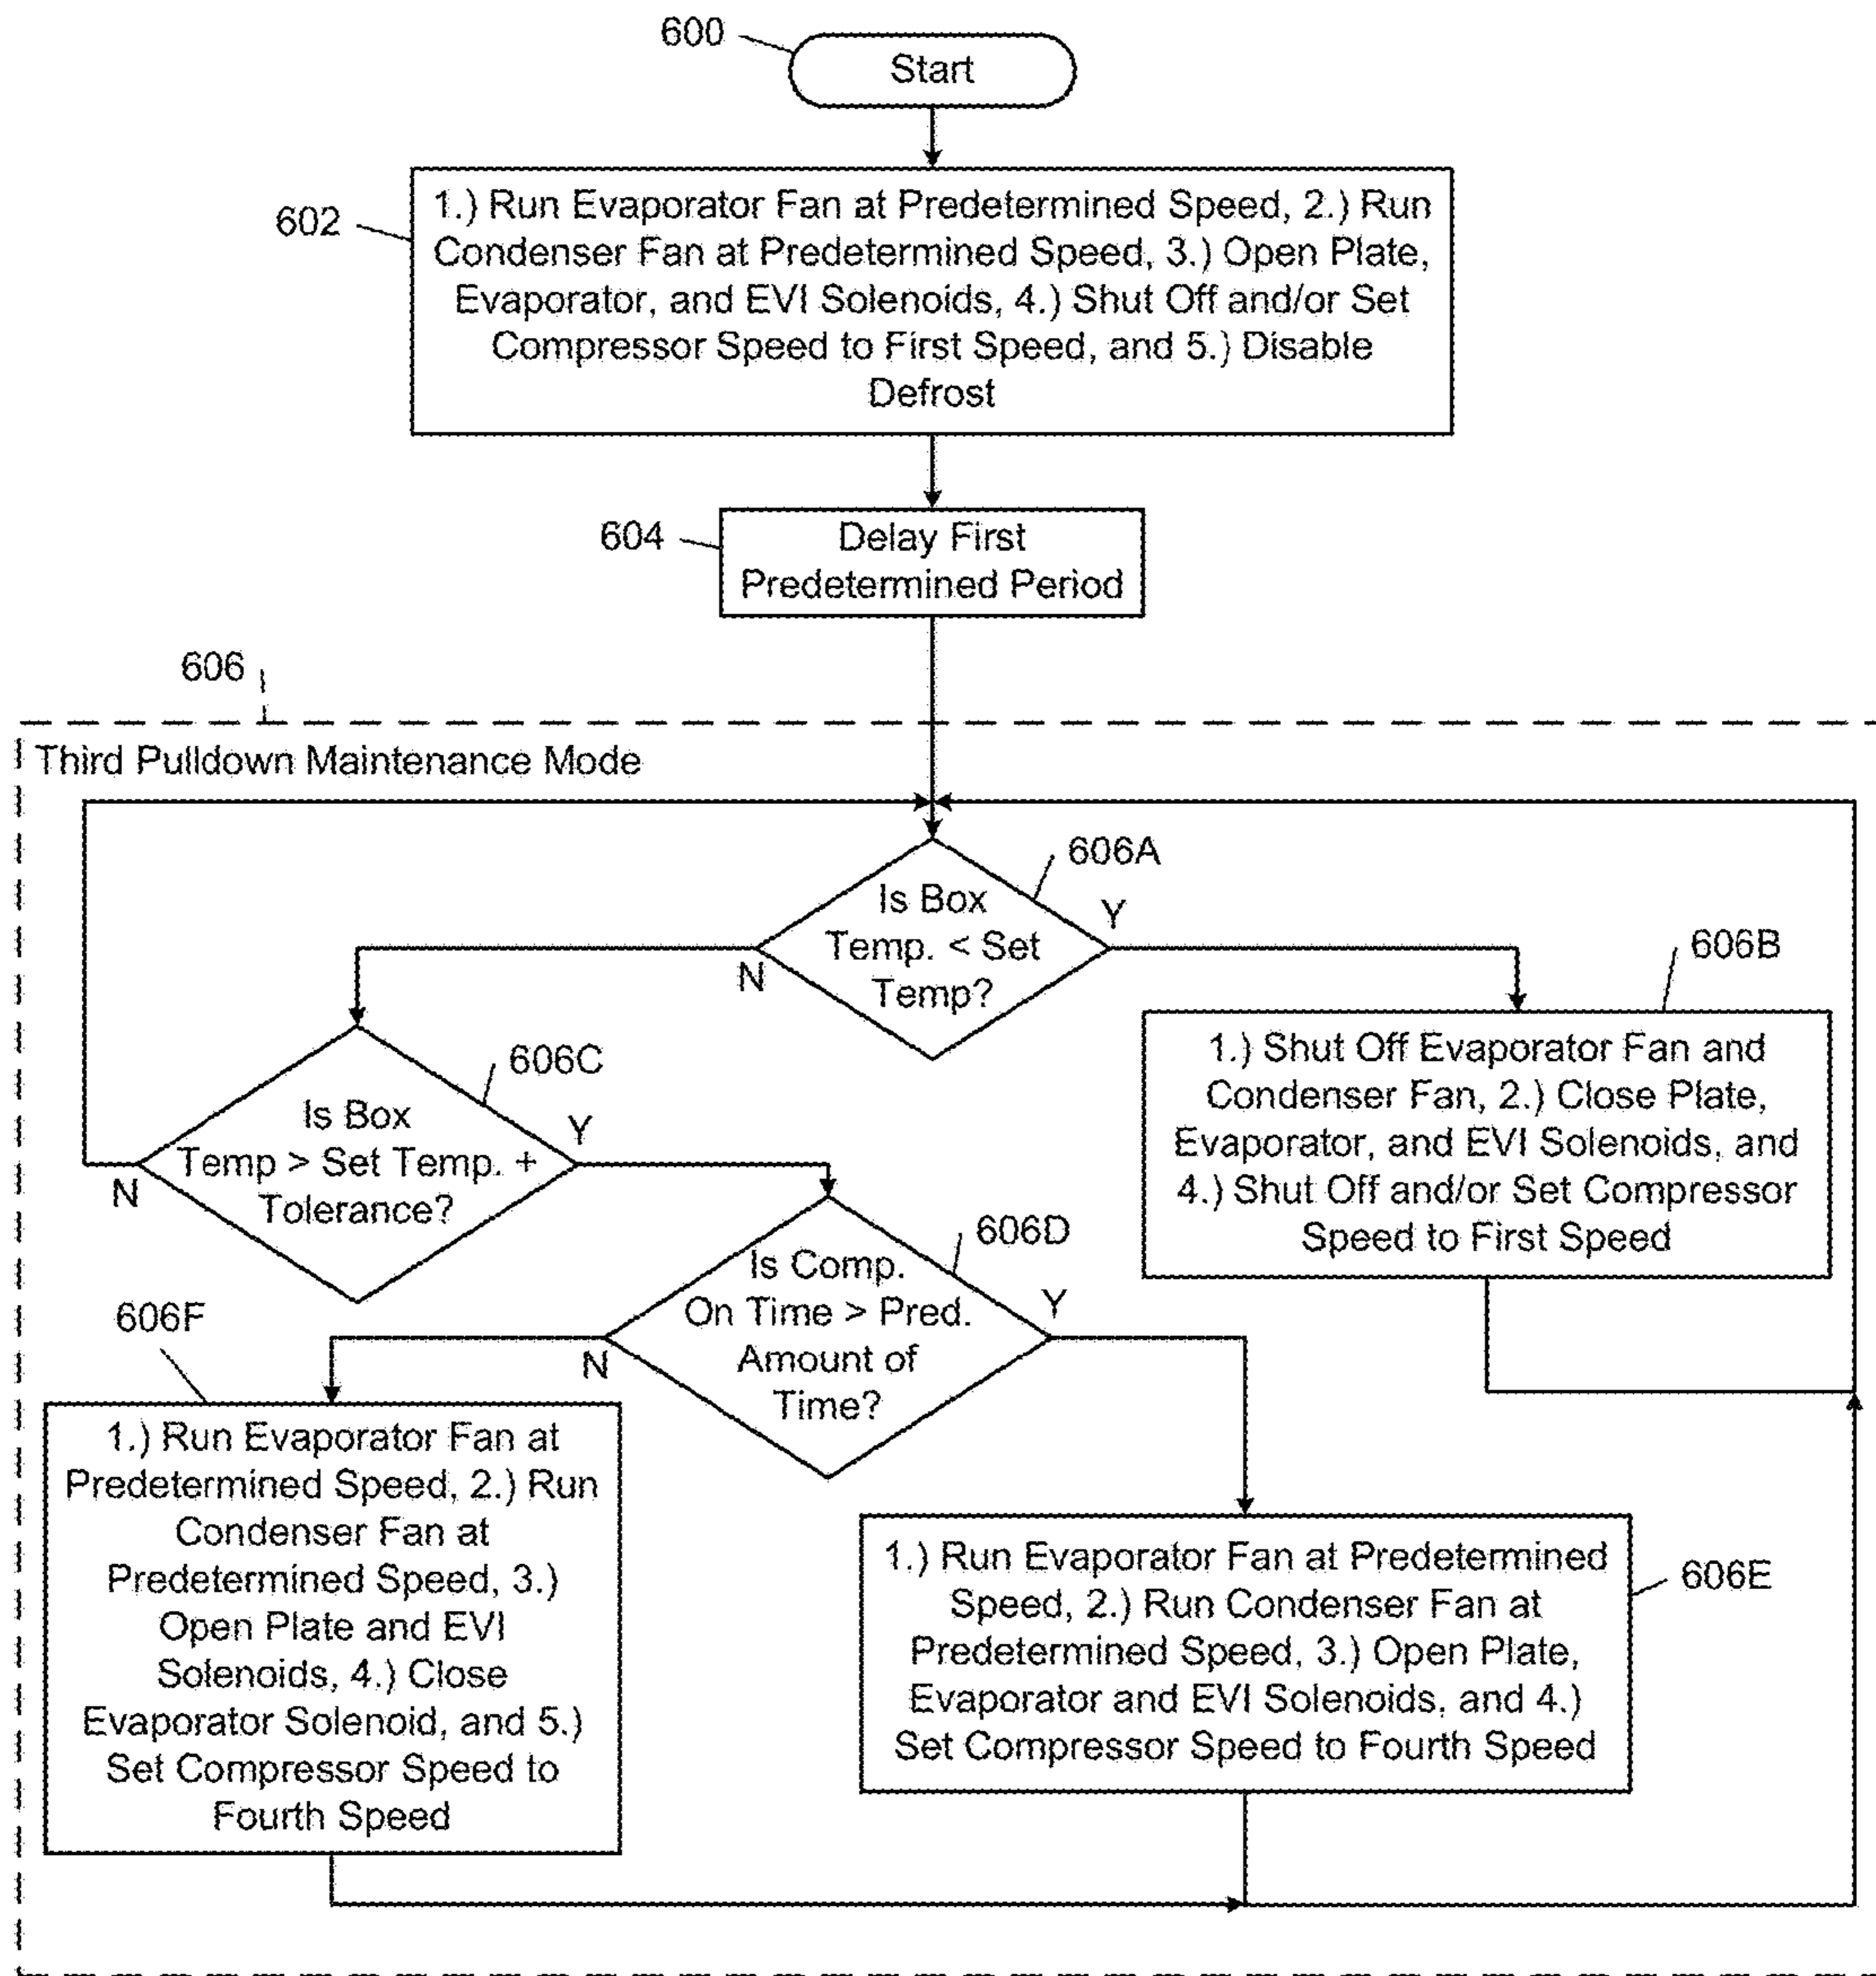 600
Start
602
1.) Run Evaporator Fan at Predetermined Speed, 2.) Run
Condenser Fan at Predetermined Speed, 3.) Open Plate,
Evaporator, and EVI Solenoids, 4.) Shut Off and/or Set
Compressor Speed to First Speed, and 5.) Disable
Defrost
604
Delay First
Predetermined Period
606
Third Pulldown Maintenance Mode
606A
Is Box
Temp. < Set
Temp?
Y
N
606B
1.) Shut Off Evaporator Fan and
Condenser Fan, 2.) Close Plate,
Evaporator, and EVI Solenoids, and
4.) Shut Off and/or Set Compressor
Speed to First Speed
606C
Is Box
Temp > Set Temp. +
Tolerance?
Y
N
606D
Is Comp.
On Time > Pred.
Amount of
Time?
Y
N
606F
1.) Run Evaporator Fan at
Predetermined Speed, 2.) Run
Condenser Fan at
Predetermined Speed, 3.)
Open Plate and EVI
Solenoids, 4.) Close
Evaporator Solenoid, and 5.)
Set Compressor Speed to
Fourth Speed
606E
1.) Run Evaporator Fan at Predetermined
Speed, 2.) Run Condenser Fan at
Predetermined Speed, 3.) Open Plate,
Evaporator and EVI Solenoids, and 4.)
Set Compressor Speed to Fourth Speed